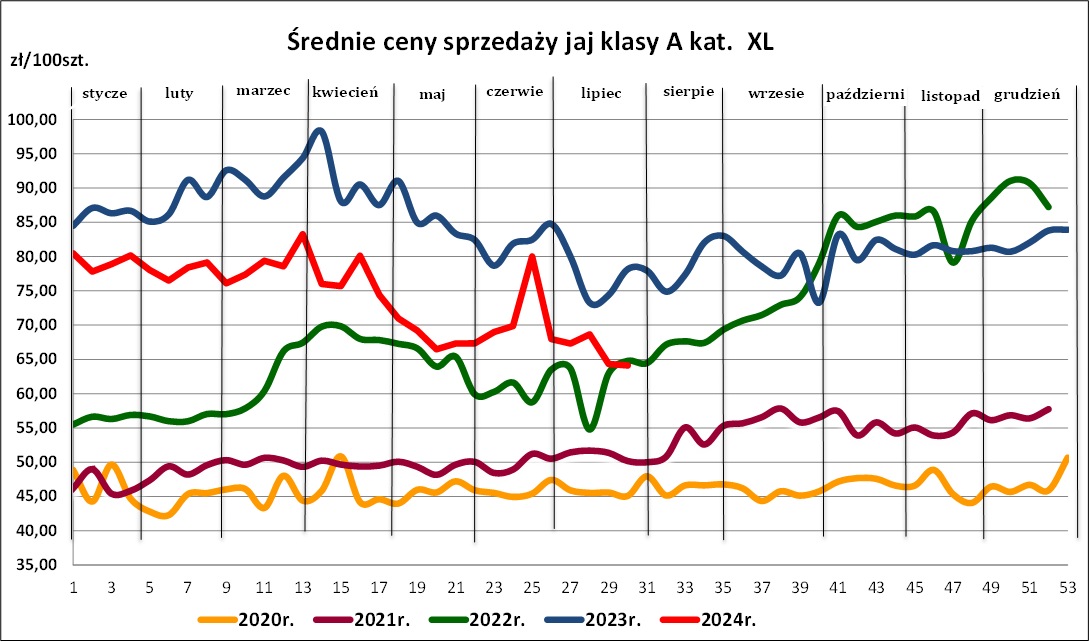 Średnie ceny sprzedaży jaj klasy A kat. XL
zł/100szt.
stycze luty marzec kwiecień maj czerwie lipiec sierpie wrzesie październi listopad grudzień
100,00
95,00
90,00
85,00
80,00
75,00
70,00
65,00
60,00
55,00
50,00
45,00
40,00
35,00
1 3 5 7 9 11 13 15 17 19 21 23 25 27 29 31 33 35 37 39 41 43 45 47 49 51 53
2020r. 2021r. 2022r. 2023r. 2024r.